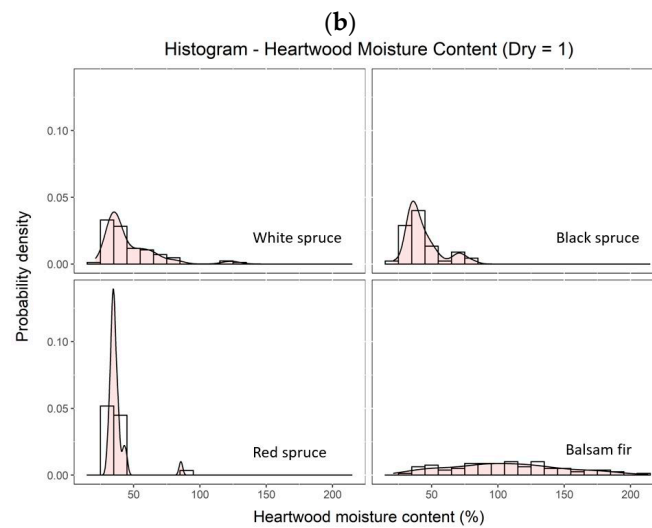 (b)
Histogram - Heartwood Moisture Content (Dry = 1)
Probability density
0.10
0.05
0.00
White spruce
Black spruce
0.10
0.05
0.00
Red spruce
Balsam fir
50 100 150 200
50 100 150 200
Heartwood moisture content (%)